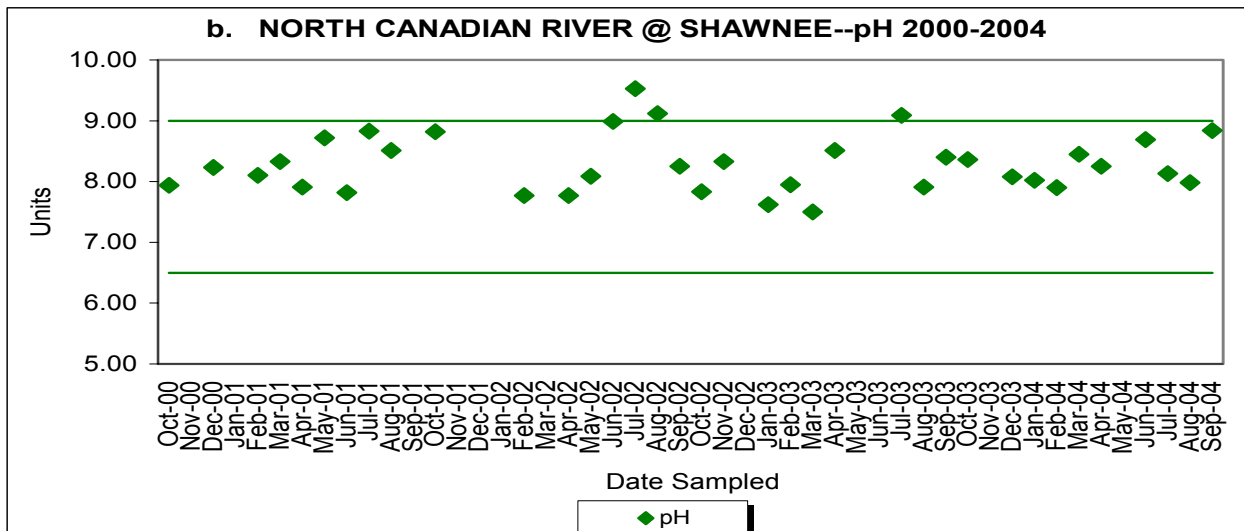 b. NORTH CANADIAN RIVER @ SHAWNEE--pH 2000-2004
10.00
9.00
8.00
7.00
6.00
5.00
Units
Oct-00
Nov-00
Dec-00
Jan-01
Feb-01
Mar-01
Apr-01
May-01
Jun-01
Jul-01
Aug-01
Sep-01
Oct-01
Nov-01
Dec-01
Jan-02
Feb-02
Mar-02
Apr-02
May-02
Jun-02
Jul-02
Aug-02
Sep-02
Oct-02
Nov-02
Dec-02
Jan-03
Feb-03
Mar-03
Apr-03
May-03
Jun-03
Jul-03
Aug-03
Sep-03
Oct-03
Nov-03
Dec-03
Jan-04
Feb-04
Mar-04
Apr-04
May-04
Jun-04
Jul-04
Aug-04
Sep-04
Date Sampled
pH